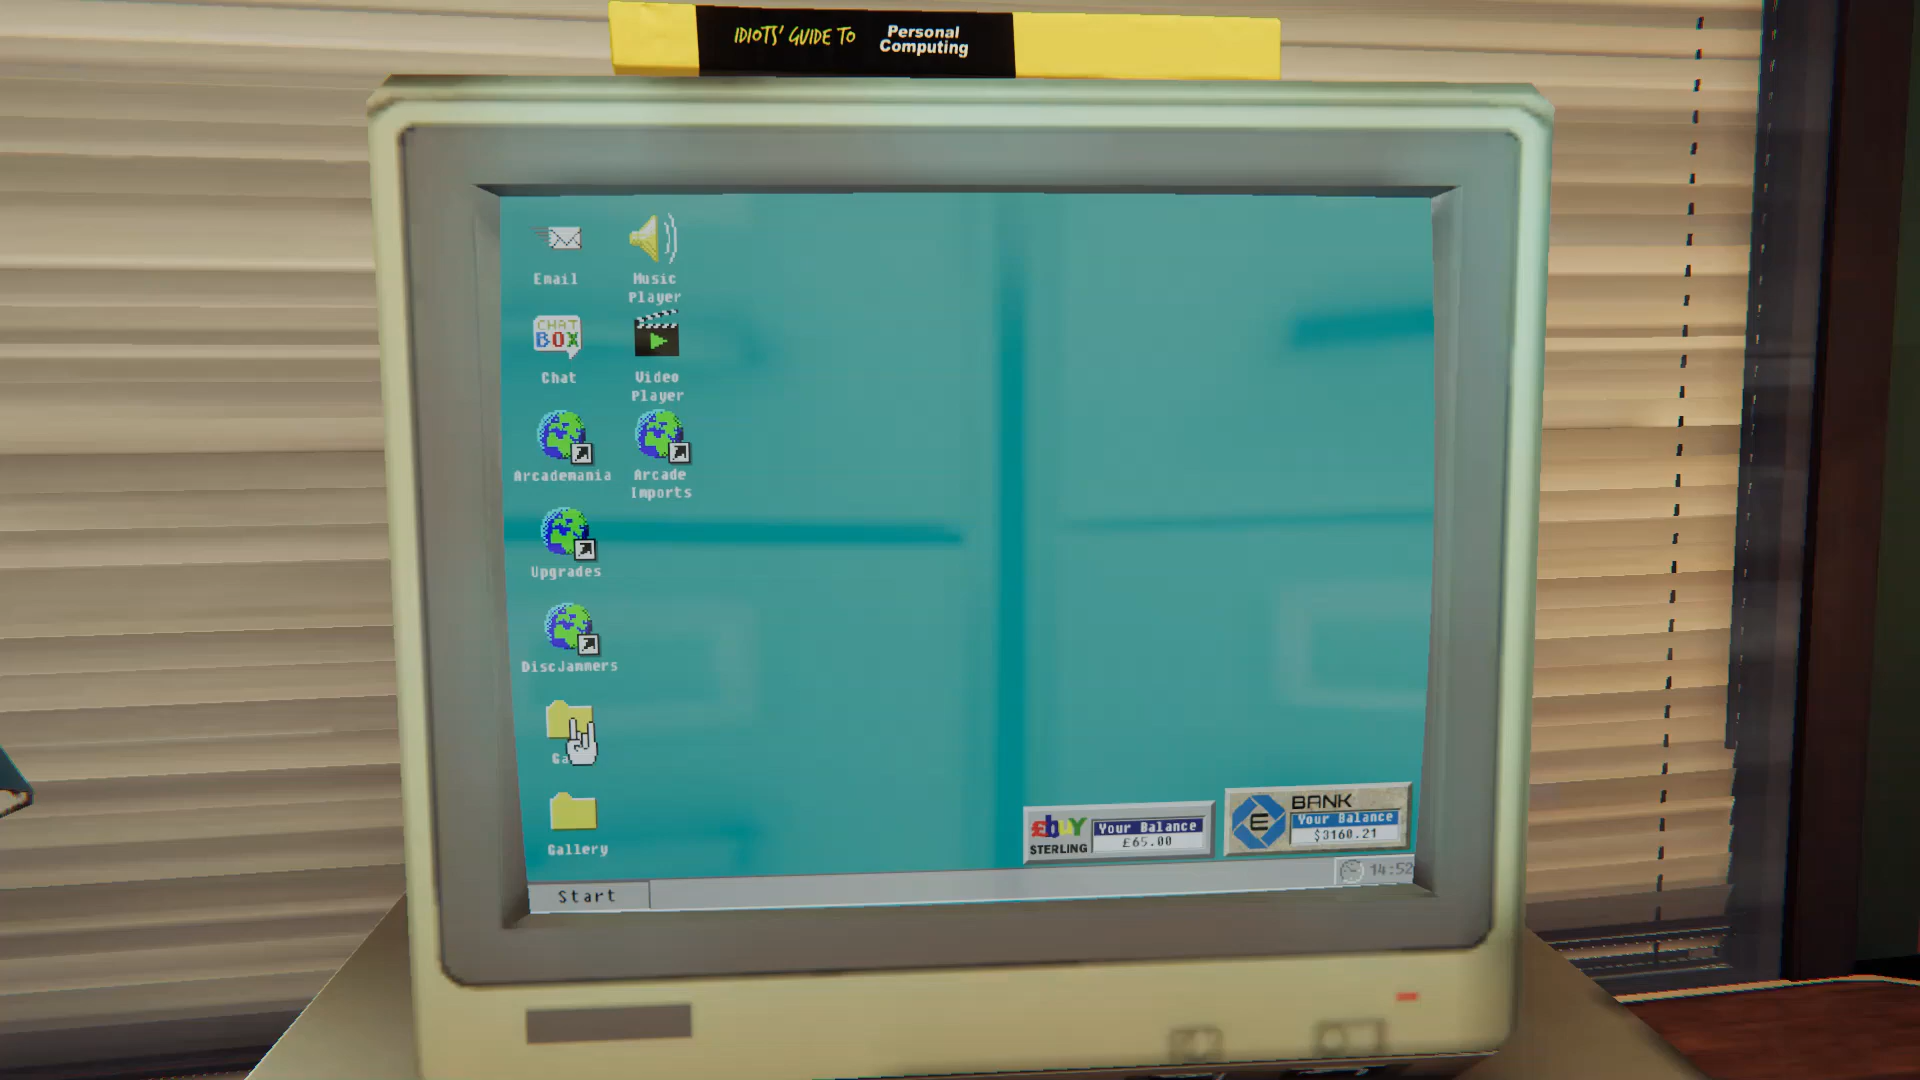 IDIOTS' GUIDE TO
Personal
Computing
Email
Music
Player
CHAT
BOX
Chat
Video
Player
Arcademania
Arcade
Imports
Upgrades
DiscJammers
Gallery
£buy
STERLING
Your Balance
£65.00
E
BANK
Your Balance
$3160.21
Start
14:52